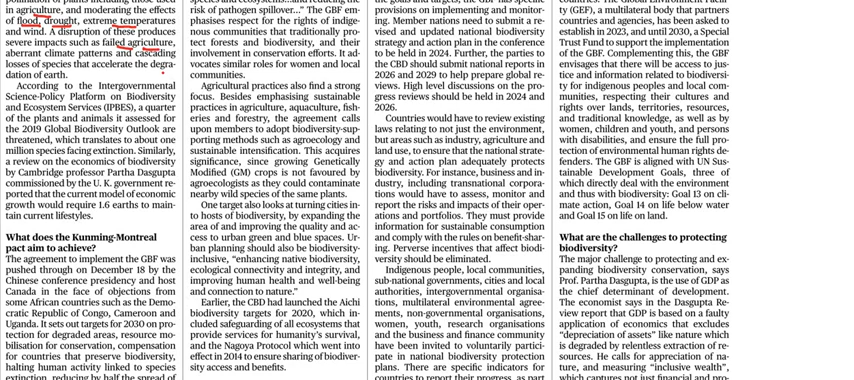 in agriculture, and moderating the effects
of flood, drought, extreme temperatures
and wind. A disruption of these produces
severe impacts such as failed agriculture,
aberrant climate patterns and cascading
losses of species that accelerate the degra-
dation of earth.
According to the Intergovernmental
Science-Policy Platform on Biodiversity
and Ecosystem Services (IPBES), a quarter
of the plants and animals it assessed for
the 2019 Global Biodiversity Outlook are
threatened, which translates to about one
million species facing extinction. Similarly,
a review on the economics of biodiversity
by Cambridge professor Partha Dasgupta
commissioned by the U. K. government re-
ported that the current model of economic
growth would require 1.6 earths to main-
tain current lifestyles.
What does the Kunning-Montreal
pact aim to achieve?
The agreement to implement the GBF was
pushed through on December 18 by the
Chinese conference presidency and host
Canada in the face of objections from
some African countries such as the Demo-
cratic Republic of Congo, Cameroon and
Uganda. It sets out targets for 2030 on pro-
tection for degraded areas, resource mo-
bilisation for conservation, compensation
for countries that preserve biodiversity,
halting human activity linked to species
extinction, reducing by half the spread of
risk of pathogen spillover..." The GBF em-
phasises respect for the rights of indige-
nous communities that traditionally pro-
tect forests and biodiversity, and their
involvement in conservation efforts. It ad-
vocates similar roles for women and local
communities.
Agricultural practices also find a strong
focus. Besides emphasising sustainable
practices in agriculture, aquaculture, fish-
eries and forestry, the agreement calls
upon members to adopt biodiversity-sup-
porting methods such as agroecology and
sustainable intensification. This acquires
significance, since growing Genetically
Modified (GM) crops is not favoured by
agroecologists as they could contaminate
nearby wild species of the same plants.
One target also looks at turning cities in-
to hosts of biodiversity, by expanding the
area of and improving the quality and ac-
cess to urban green and blue spaces. Ur-
ban planning should also be biodiversity-
inclusive, "enhancing native biodiversity,
ecological connectivity and integrity, and
improving human health and well-being
and connection to nature."
Earlier, the CBD had launched the Aichi
biodiversity targets for 2020, which in-
cluded safeguarding of all ecosystems that
provide services for humanity's survival,
and the Nagoya Protocol which went into
effect in 2014 to ensure sharing of biodiver-
sity access and benefits.
provisions on implementing and monitor-
ing. Member nations need to submit a re-
vised and updated national biodiversity
strategy and action plan in the conference
to be held in 2024. Further, the parties to
the CBD should submit national reports in
2026 and 2029 to help prepare global re-
views. High level discussions on the pro-
gress reviews should be held in 2024 and
2026.
Countries would have to review existing
laws relating to not just the environment,
but areas such as industry, agriculture and
land use, to ensure that the national strate-
gy and action plan adequately protects
biodiversity. For instance, business and in-
dustry, including transnational corpora-
tions would have to assess, monitor and
report the risks and impacts of their oper-
ations and portfolios. They must provide
information for sustainable consumption
and comply with the rules on benefit-shar-
ing. Perverse incentives that affect biodi-
versity should be eliminated.
Indigenous people, local communities,
sub-national governments, cities and local
authorities, intergovernmental organisa-
tions, multilateral environmental agree-
ments, non-governmental organisations,
women, youth, research organisations
and the business and finance community
have been invited to voluntarily partici-
pate in national biodiversity protection
plans. There are specific indicators for
countries to report their progress, as part
ty (GEF), a multilateral body that partners
countries and agencies, has been asked to
establish in 2023, and until 2030, a Special
Trust Fund to support the implementation
of the GBF. Complementing this, the GBF
envisages that there will be access to jus-
tice and information related to biodiversi-
ty for indigenous peoples and local com-
munities, respecting their cultures and
rights over lands, territories, resources,
and traditional knowledge, as well as by
women, children and youth, and persons
with disabilities, and ensure the full pro-
tection of environmental human rights de-
fenders. The GBF is aligned with UN Sus-
tainable Development Goals, three of
which directly deal with the environment
and thus with biodiversity: Goal 13 on cli-
mate action, Goal 14 on life below water
and Goal 15 on life on land.
What are the challenges to protecting
biodiversity?
The major challenge to protecting and ex-
panding biodiversity conservation, says
Prof. Partha Dasgupta, is the use of GDP as
the chief determinant of development.
The economist says in the Dasgupta Re-
view report that GDP is based on a faulty
application of economics that excludes
"depreciation of assets" like nature which
is degraded by relentless extraction of re-
sources. He calls for appreciation of na-
ture, and measuring "inclusive wealth",
which captures not just financial and pro-